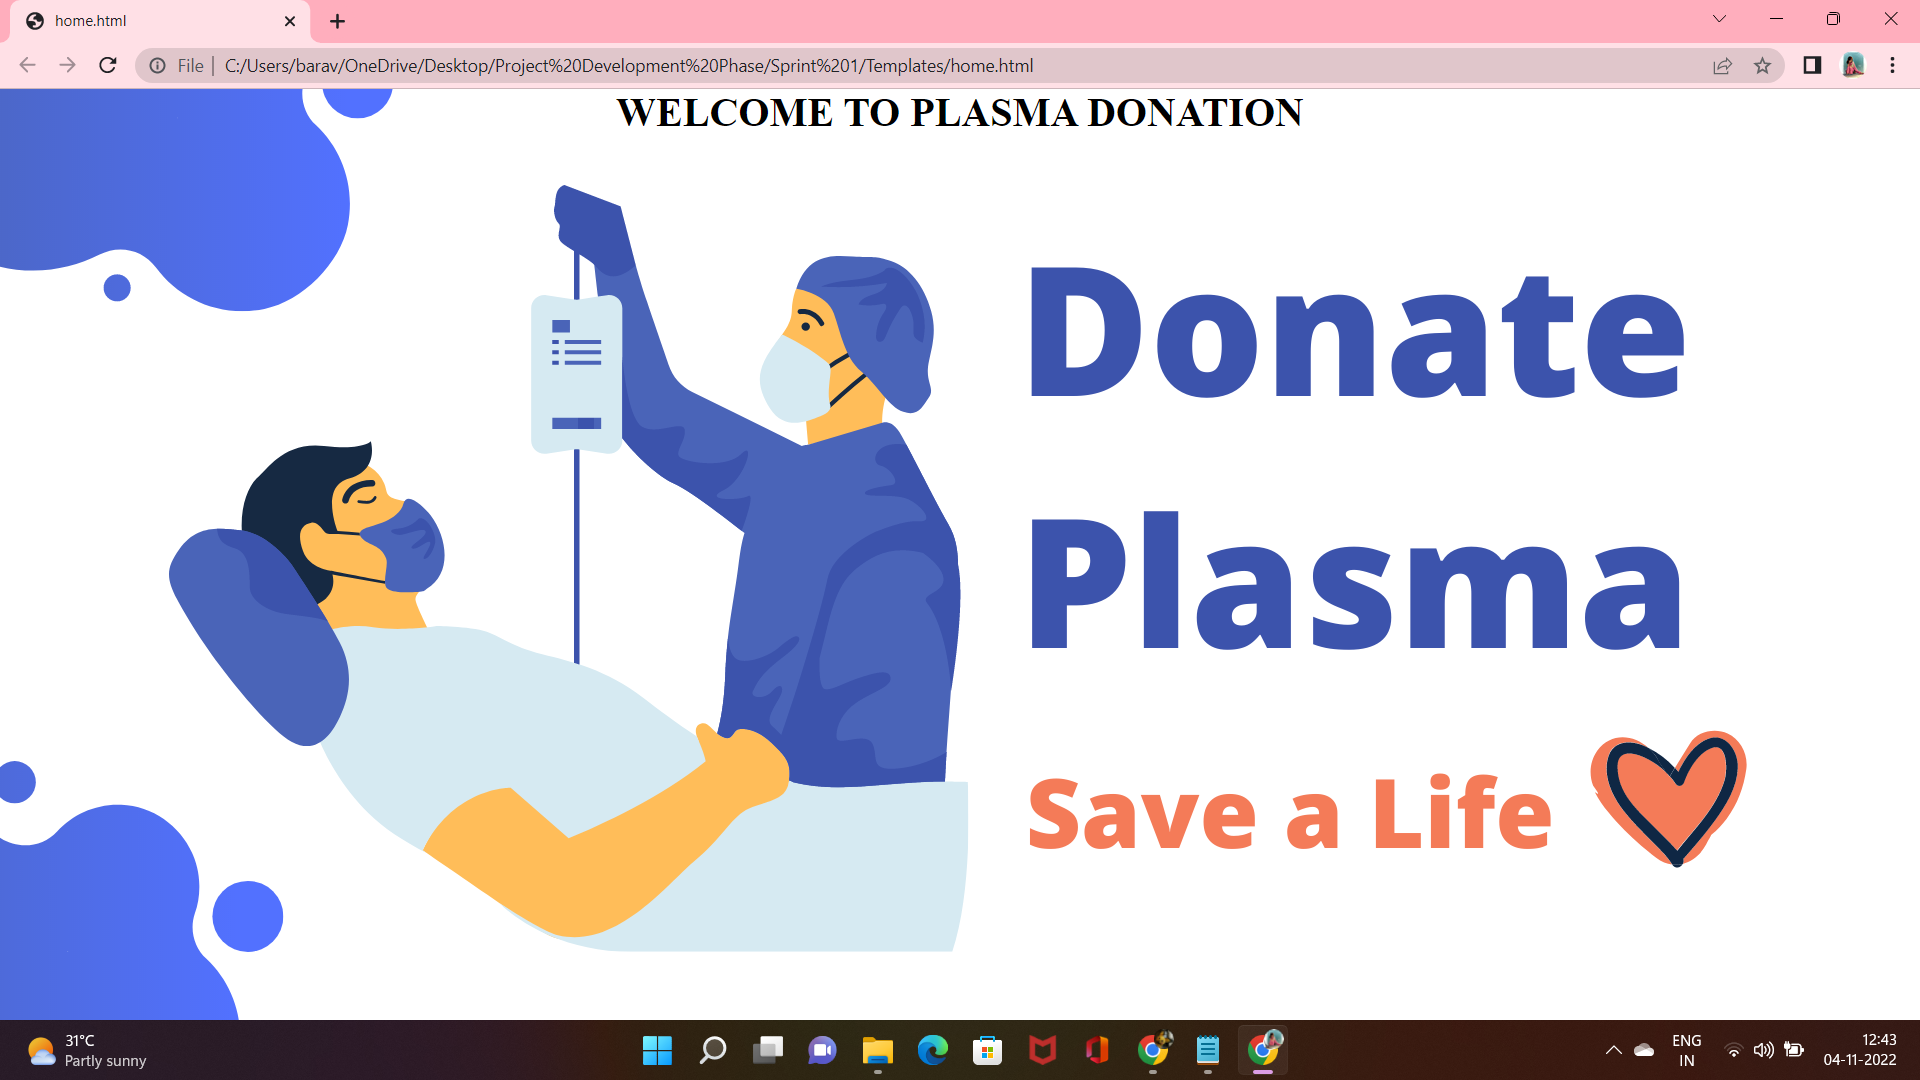 home.html
File | C:/Users/barav/OneDrive/Desktop/Project%20Development%20Phase/Sprint%201/Templates/home.html
WELCOME TO PLASMA DONATION
Donate
Plasma
Save a Life
31°C
Partly sunny
ENG
IN
12:43
04-11-2022